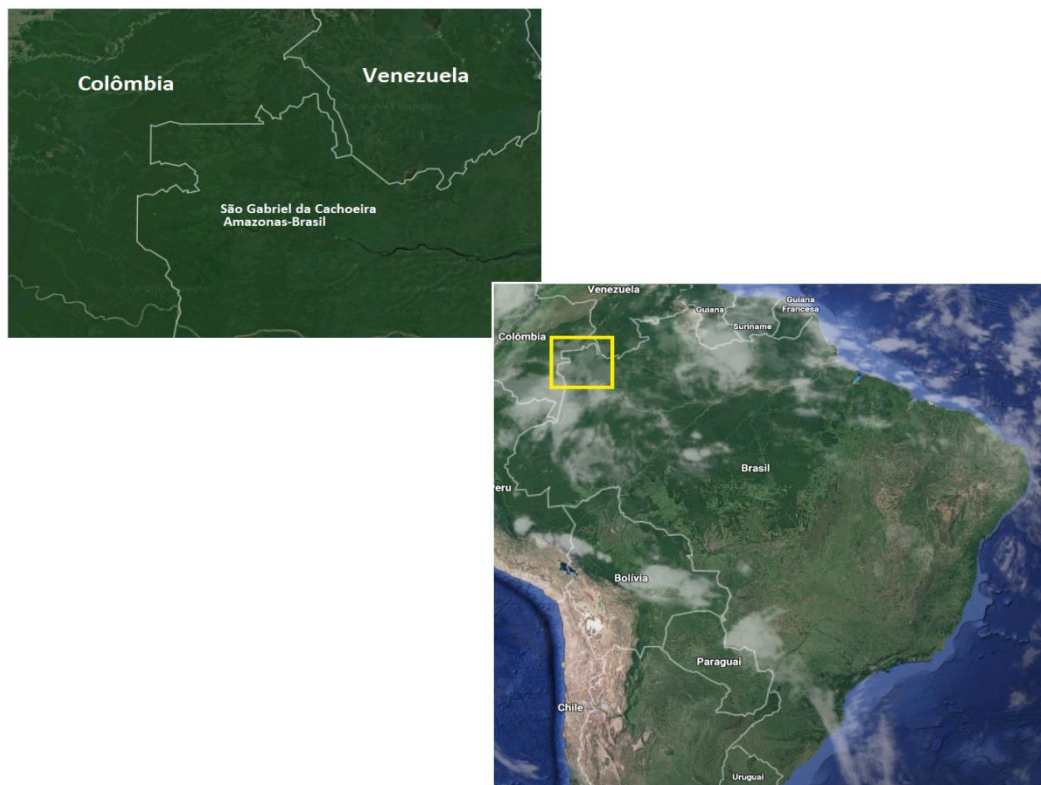 Colômbia
Venezuela
São Gabriel da Cachoeira
Amazonas-Brasil
Venezuela
Guiana
Guiana
Francesa
Suriname
Colômbia
Brasil
Peru
Bolívia
Paraguai
Chile
Uruguai